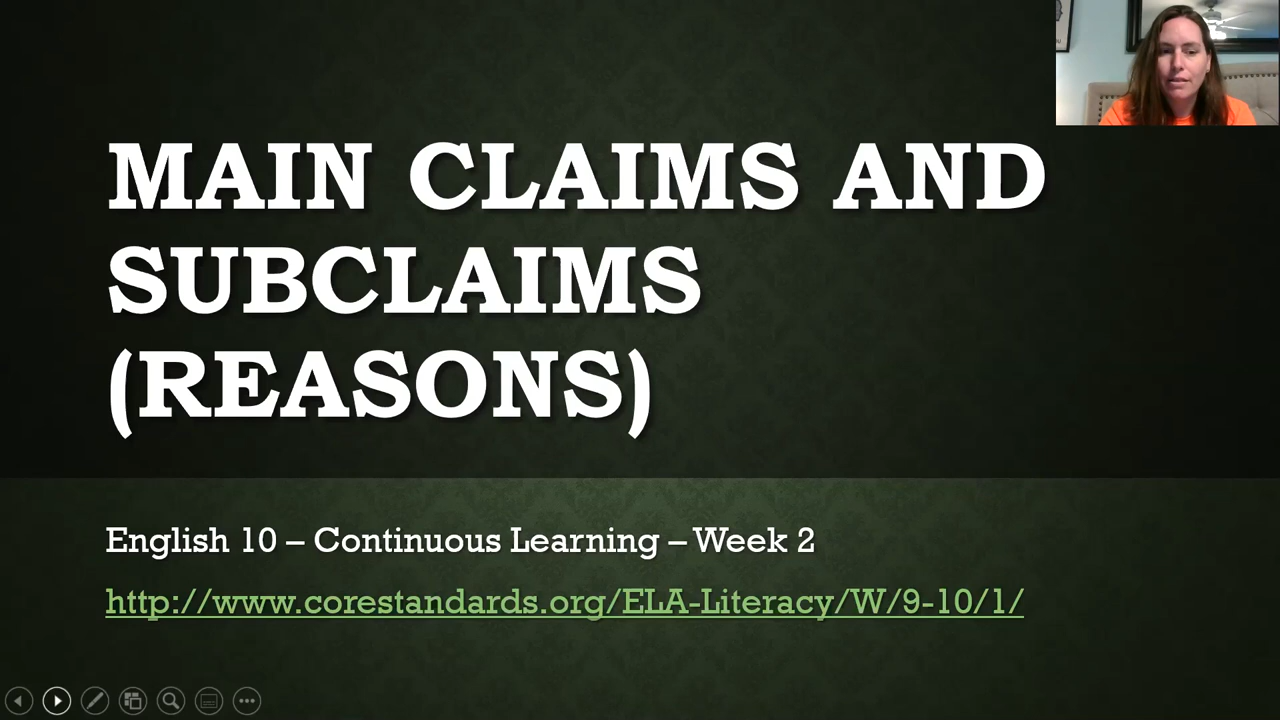 MAIN CLAIMS AND
SUBCLAIMS
(REASONS)
English 10 – Continuous Learning – Week 2
http://www.corestandards.org/ELA-Literacy/W/9-10/1/